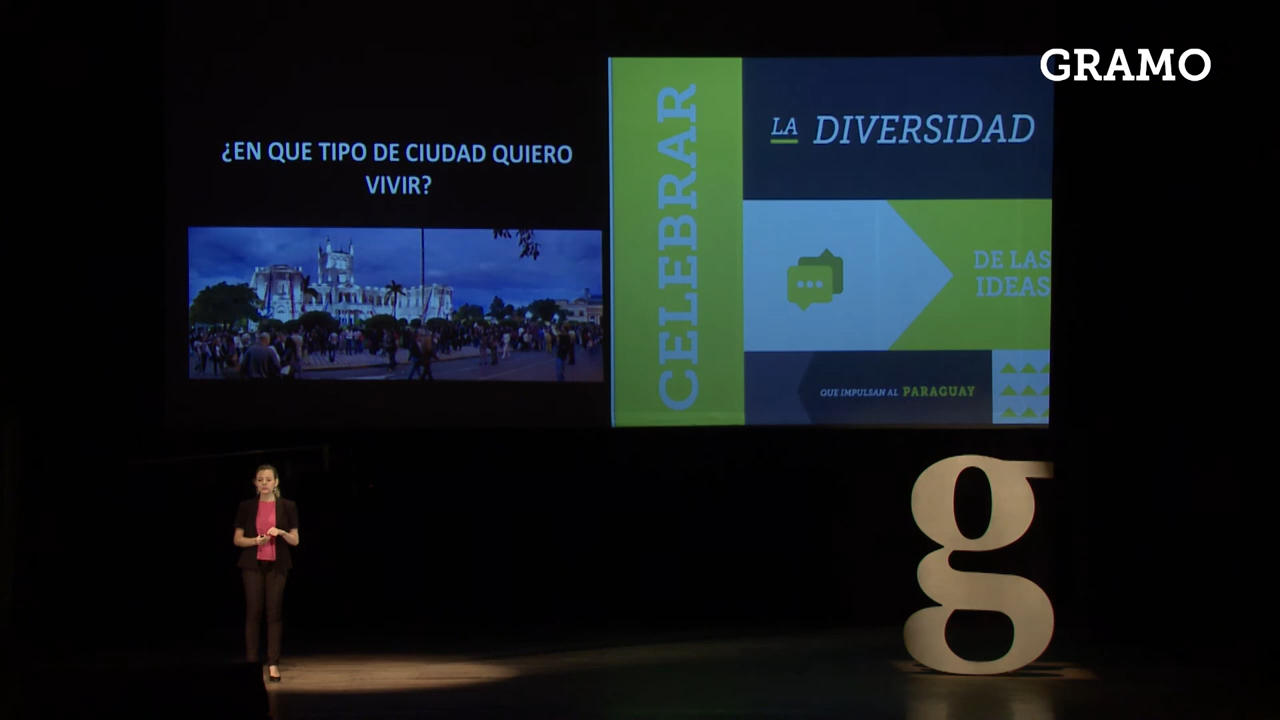 GRAMO
¿EN QUE TIPO DE CIUDAD QUIERO
VIVIR?
CELEBRAR
LA DIVERSIDAD
DE LAS
IDEAS
QUE IMPULSAN AL PARAGUAY
g